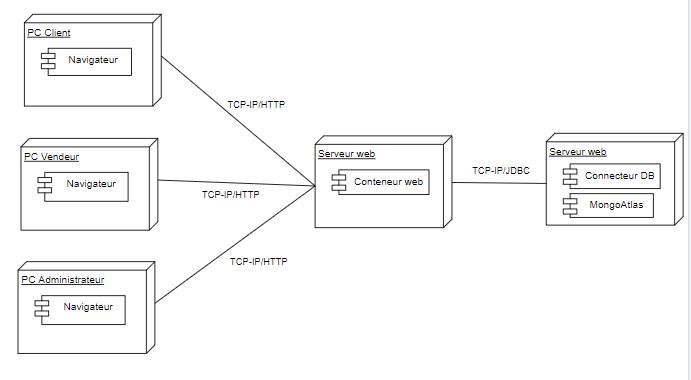 PC Client
Navigateur
TCP-IP/HTTP
PC Vendeur
Navigateur
TCP-IP/HTTP
Serveur web
Conteneur web
TCP-IP/JDBC
Serveur web
Connecteur DB
MongoAtlas
TCP-IP/HTTP
PC Administrateur
Navigateur